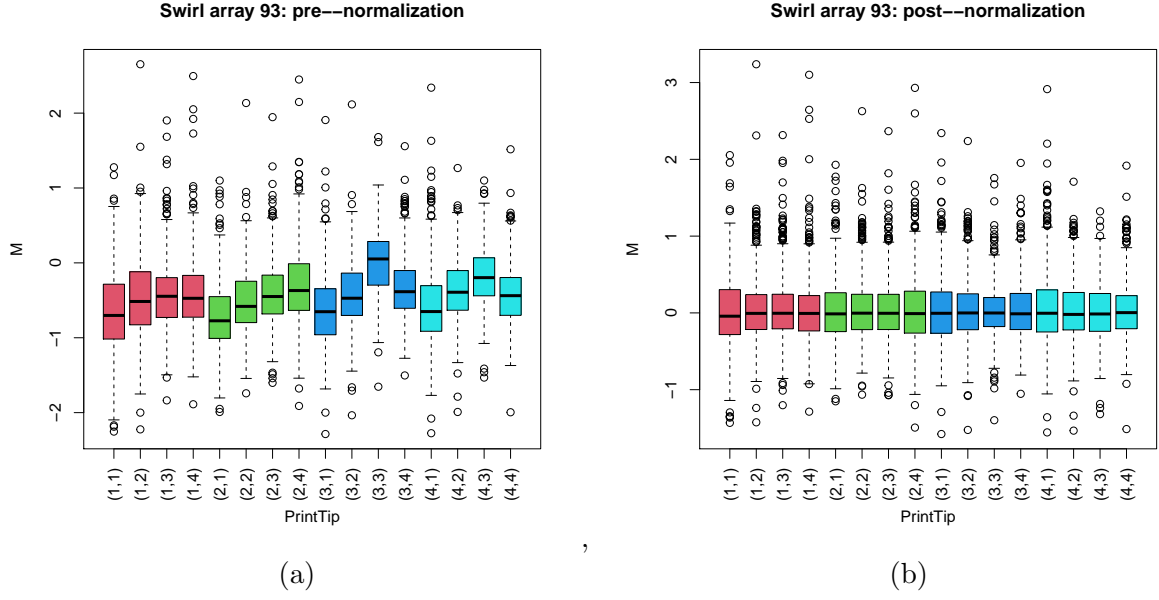 Swirl array 93: pre−−normalization
M
2
1
0
−1
−2
(1,1) (1,2) (1,3) (1,4) (2,1) (2,2) (2,3) (2,4) (3,1) (3,2) (3,3) (3,4) (4,1) (4,2) (4,3) (4,4)
PrintTip
(a)
,
Swirl array 93: post−−normalization
M
3
2
1
0
−1
(1,1) (1,2) (1,3) (1,4) (2,1) (2,2) (2,3) (2,4) (3,1) (3,2) (3,3) (3,4) (4,1) (4,2) (4,3) (4,4)
PrintTip
(b)